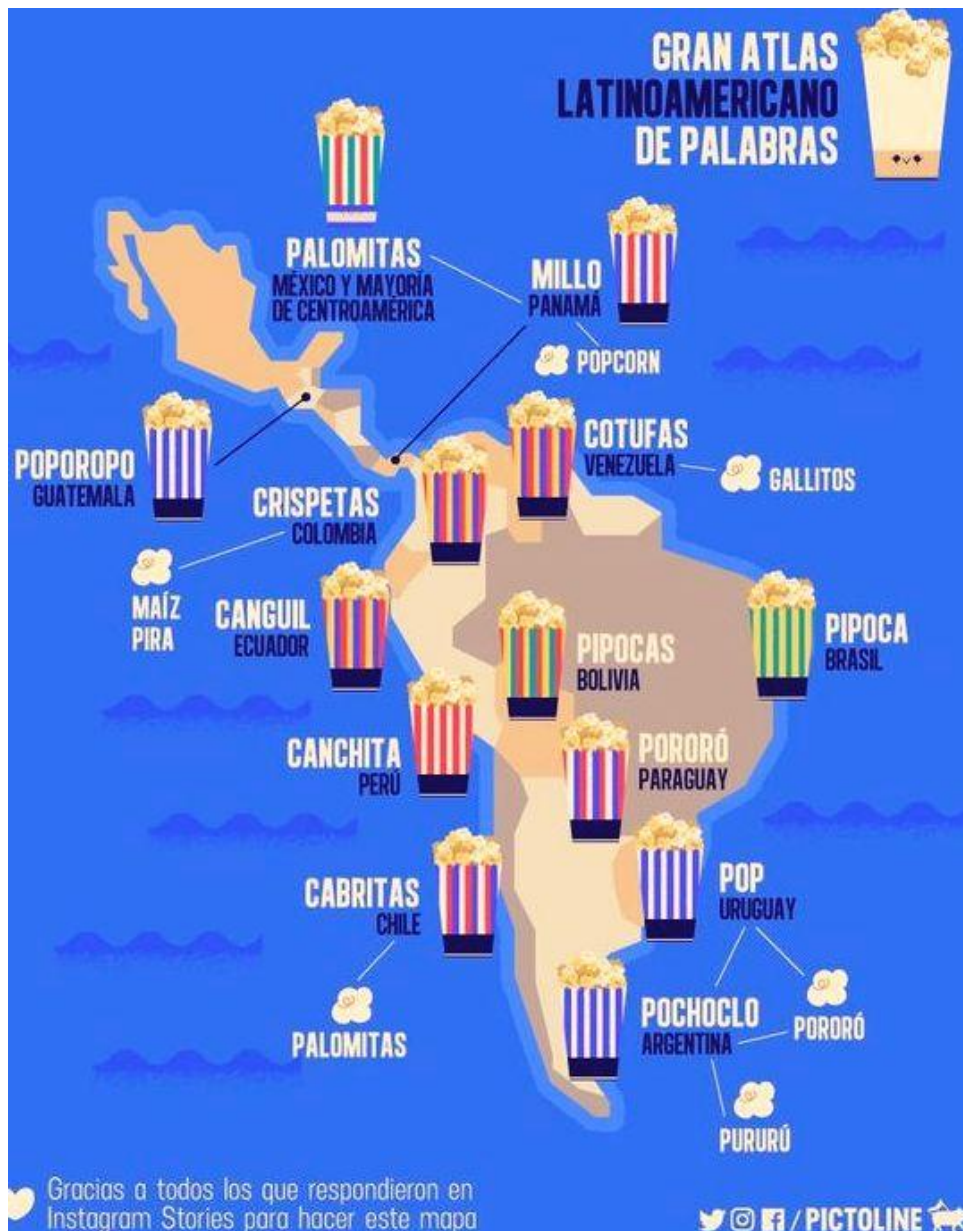 GRAN ATLAS
LATINOAMERICANO
DE PALABRAS
PALOMITAS
MÉXICO Y MAYORÍA
DE CENTROAMÉRICA
MILLO
PANAMÁ
POPCORN
POPOROPO
GUATEMALA
COTUFAS
VENEZUELA
GALLITOS
CRISPETAS
COLOMBIA
MAÍZ
PIRA
CANGUIL
ECUADOR
PIPOCAS
BOLIVIA
PIPOCA
BRASIL
CANCHITA
PERÚ
PORORÓ
PARAGUAY
CABRITAS
CHILE
PALOMITAS
POP
URUGUAY
POCHOCLO
ARGENTINA
PORORÓ
PURURÚ
Gracias a todos los que respondieron en
Instagram Stories para hacer este mapa
/ PICTOLINE